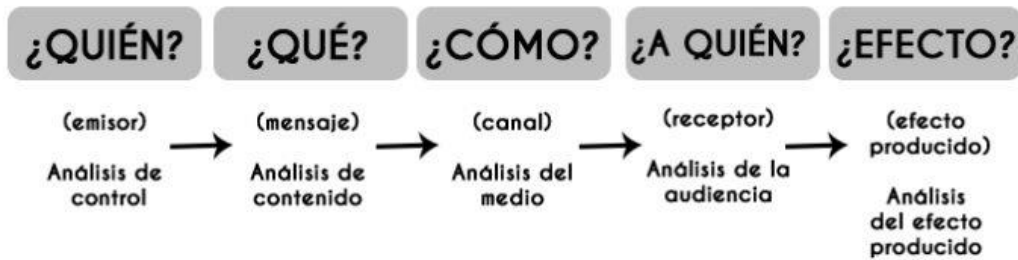 ¿QUIÉN?
¿QUÉ?
¿CÓMO?
¿A QUIÉN?
¿EFECTO?
(emisor)
Análisis de
control
(mensaje)
Análisis de
contenido
(canal)
Análisis del
medio
(receptor)
Análisis de la
audiencia
(efecto
producido)
Análisis
del efecto
producido